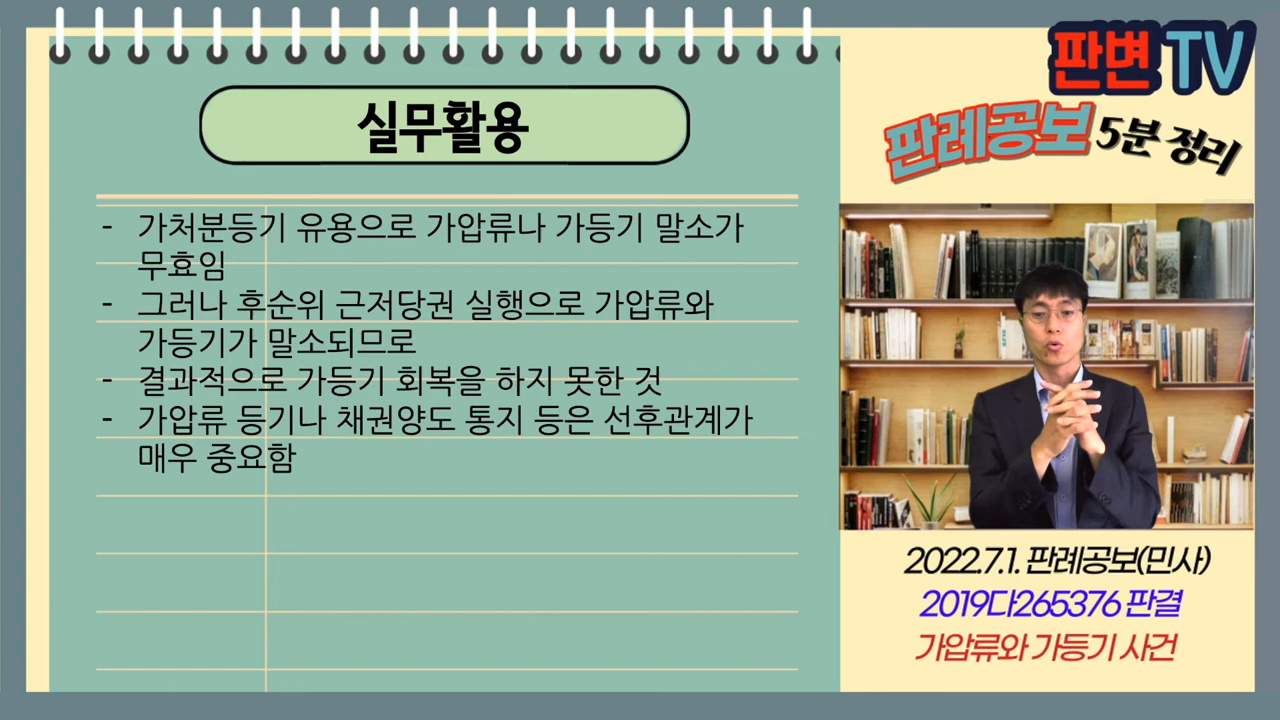 실무활용
- 가처분등기 유용으로 가압류나 가등기 말소가
무효임
- 그러나 후순위 근저당권 실행으로 가압류와
가등기가 말소되므로
- 결과적으로 가등기 회복을 하지 못한 것
- 가압류 등기나 채권양도 통지 등은 선후관계가
매우 중요함
판변 TV
판례공보 5분 정리
2022.7.1. 판례공보(민사)
2019다265376 판결
가압류와 가등기 사건